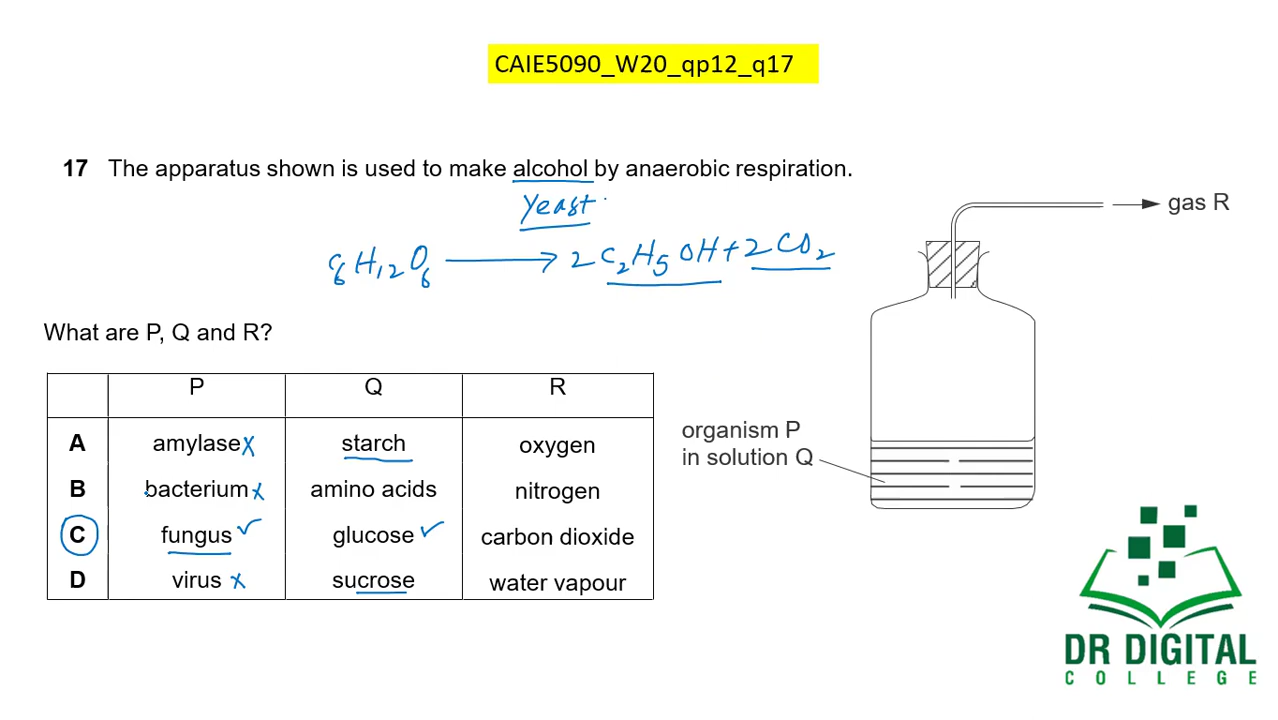 CAIE5090_W20_qp12_q17
17 The apparatus shown is used to make alcohol by anaerobic respiration.
Yeast
C6H12O6 ⟶ 2C2H5OH + 2CO2
gas R
What are P, Q and R?
P Q R
A amylase x starch oxygen
B bacterium x amino acids nitrogen
C fungus ✓ glucose ✓ carbon dioxide
D virus x sucrose water vapour
organism P
in solution Q
DR DIGITAL
COLLEGE